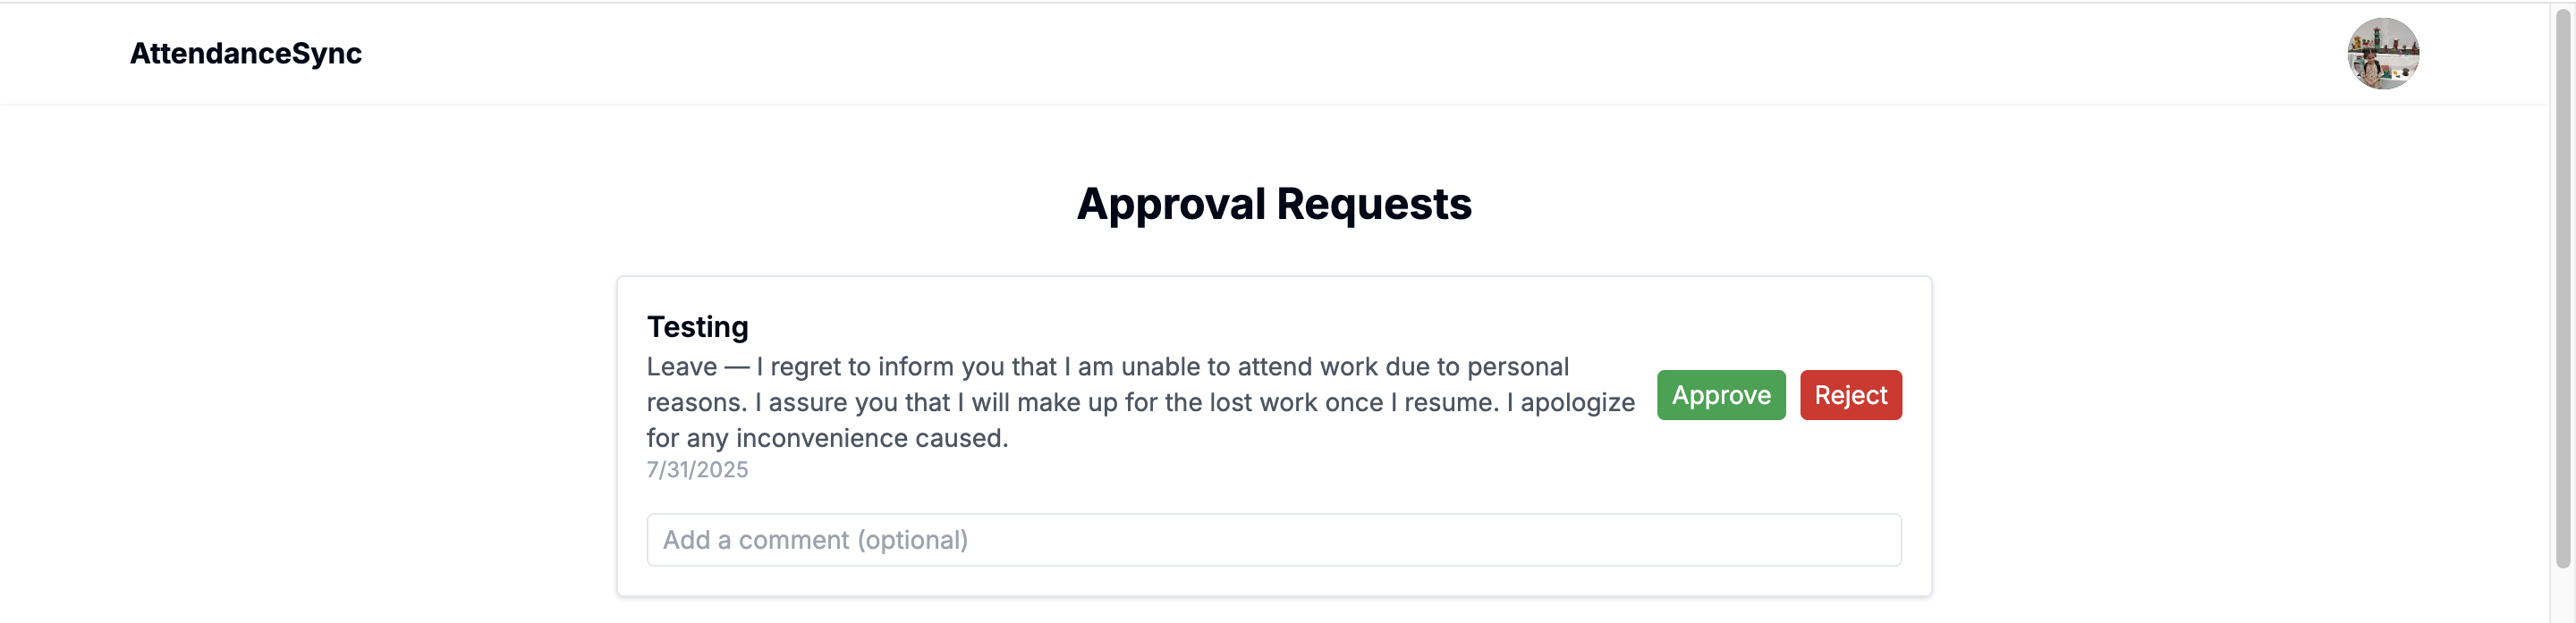 AttendanceSync
Approval Requests
Testing
Leave — I regret to inform you that I am unable to attend work due to personal
reasons. I assure you that I will make up for the lost work once I resume. I apologize
for any inconvenience caused.
Approve
Reject
7/31/2025
Add a comment (optional)